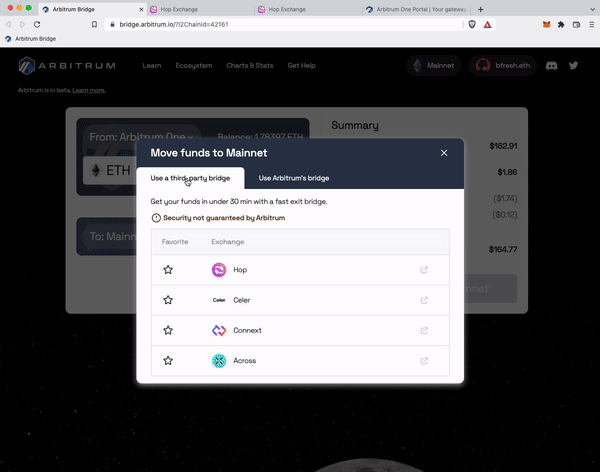 Arbitrum Bridge
Hop Exchange
Hop Exchange
Arbitrum One Portal | Your gateway
bridge.arbitrum.io/?l2ChainId=42161
Arbitrum Bridge
ARBITRUM
Learn
Ecosystem
Charts & Stats
Get Help
Mainnet
bfresh.eth
Arbitrum is in beta. Learn more.
From: Arbitrum One
Balance: 1.78397 ETH
Summary
ETH
$162.91
$1.86
($1.74)
($0.12)
To: Mainn
$164.77
nnet
Move funds to Mainnet
Use a third-party bridge
Use Arbitrum's bridge
Get your funds in under 30 min with a fast exit bridge.
Security not guaranteed by Arbitrum
Favorite
Exchange
Hop
Celer
Celer
Connext
Across